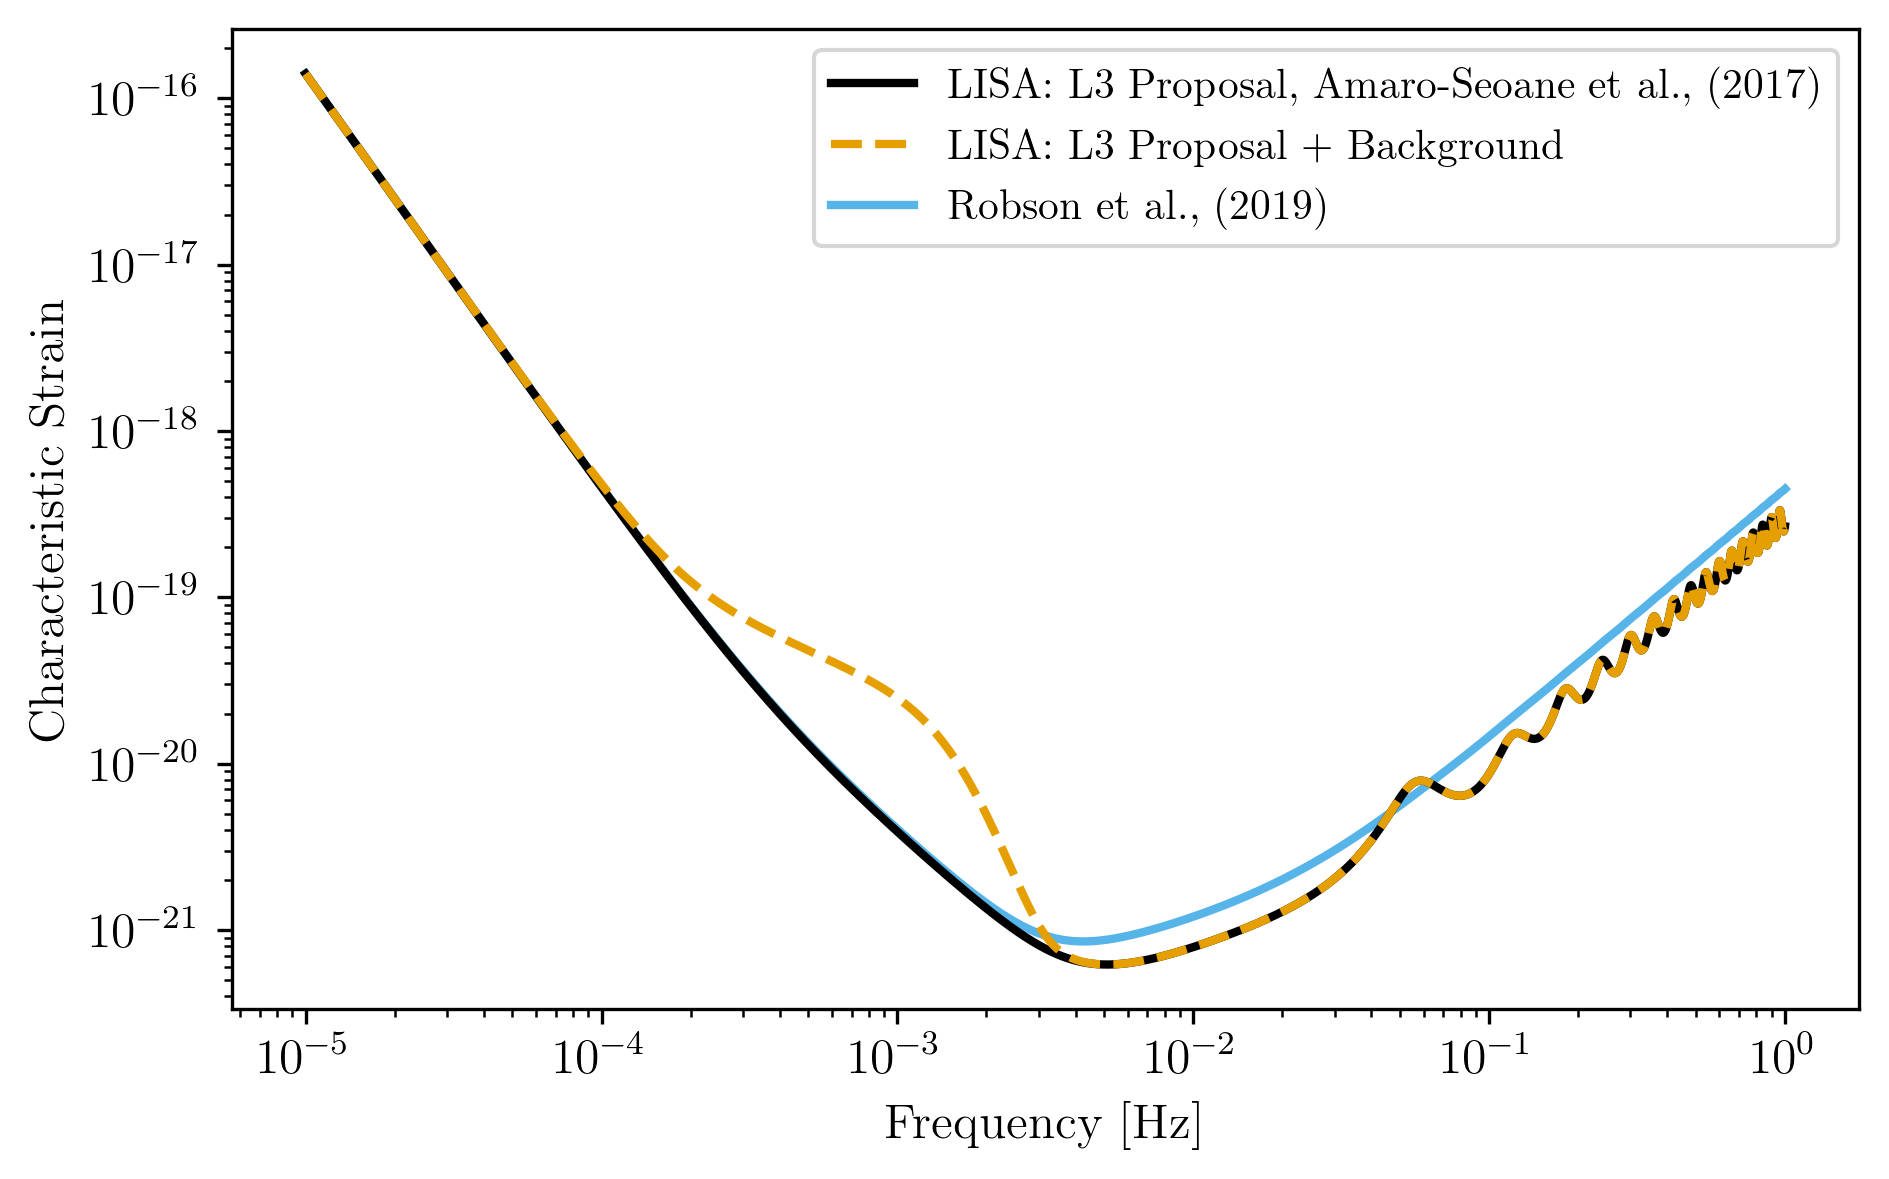 LISA: L3 Proposal, Amaro-Seoane et al., (2017)
LISA: L3 Proposal + Background
Robson et al., (2019)
Characteristic Strain
10⁻¹⁶
10⁻¹⁷
10⁻¹⁸
10⁻¹⁹
10⁻²⁰
10⁻²¹
10⁻⁵ 10⁻⁴ 10⁻³ 10⁻² 10⁻¹ 10⁰
Frequency [Hz]